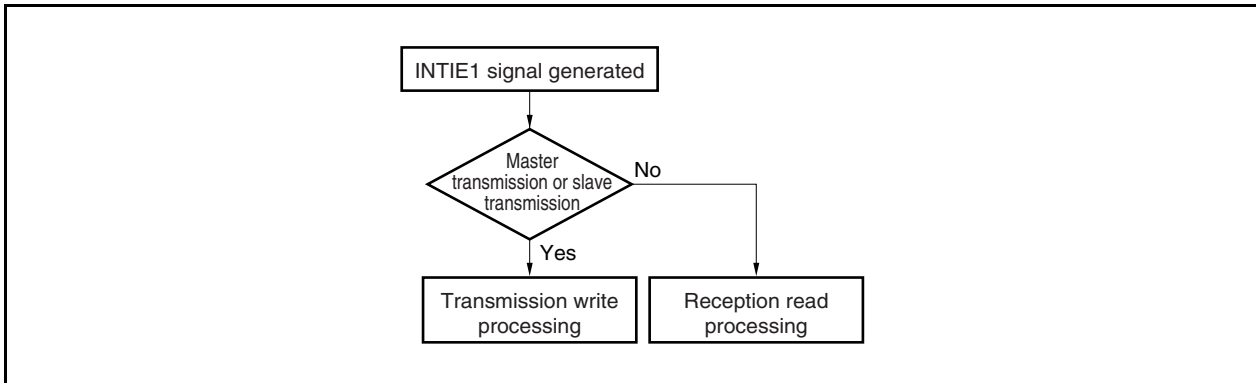 INTIE1 signal generated
Master
transmission or slave
transmission
No
Yes
Transmission write
processing
Reception read
processing